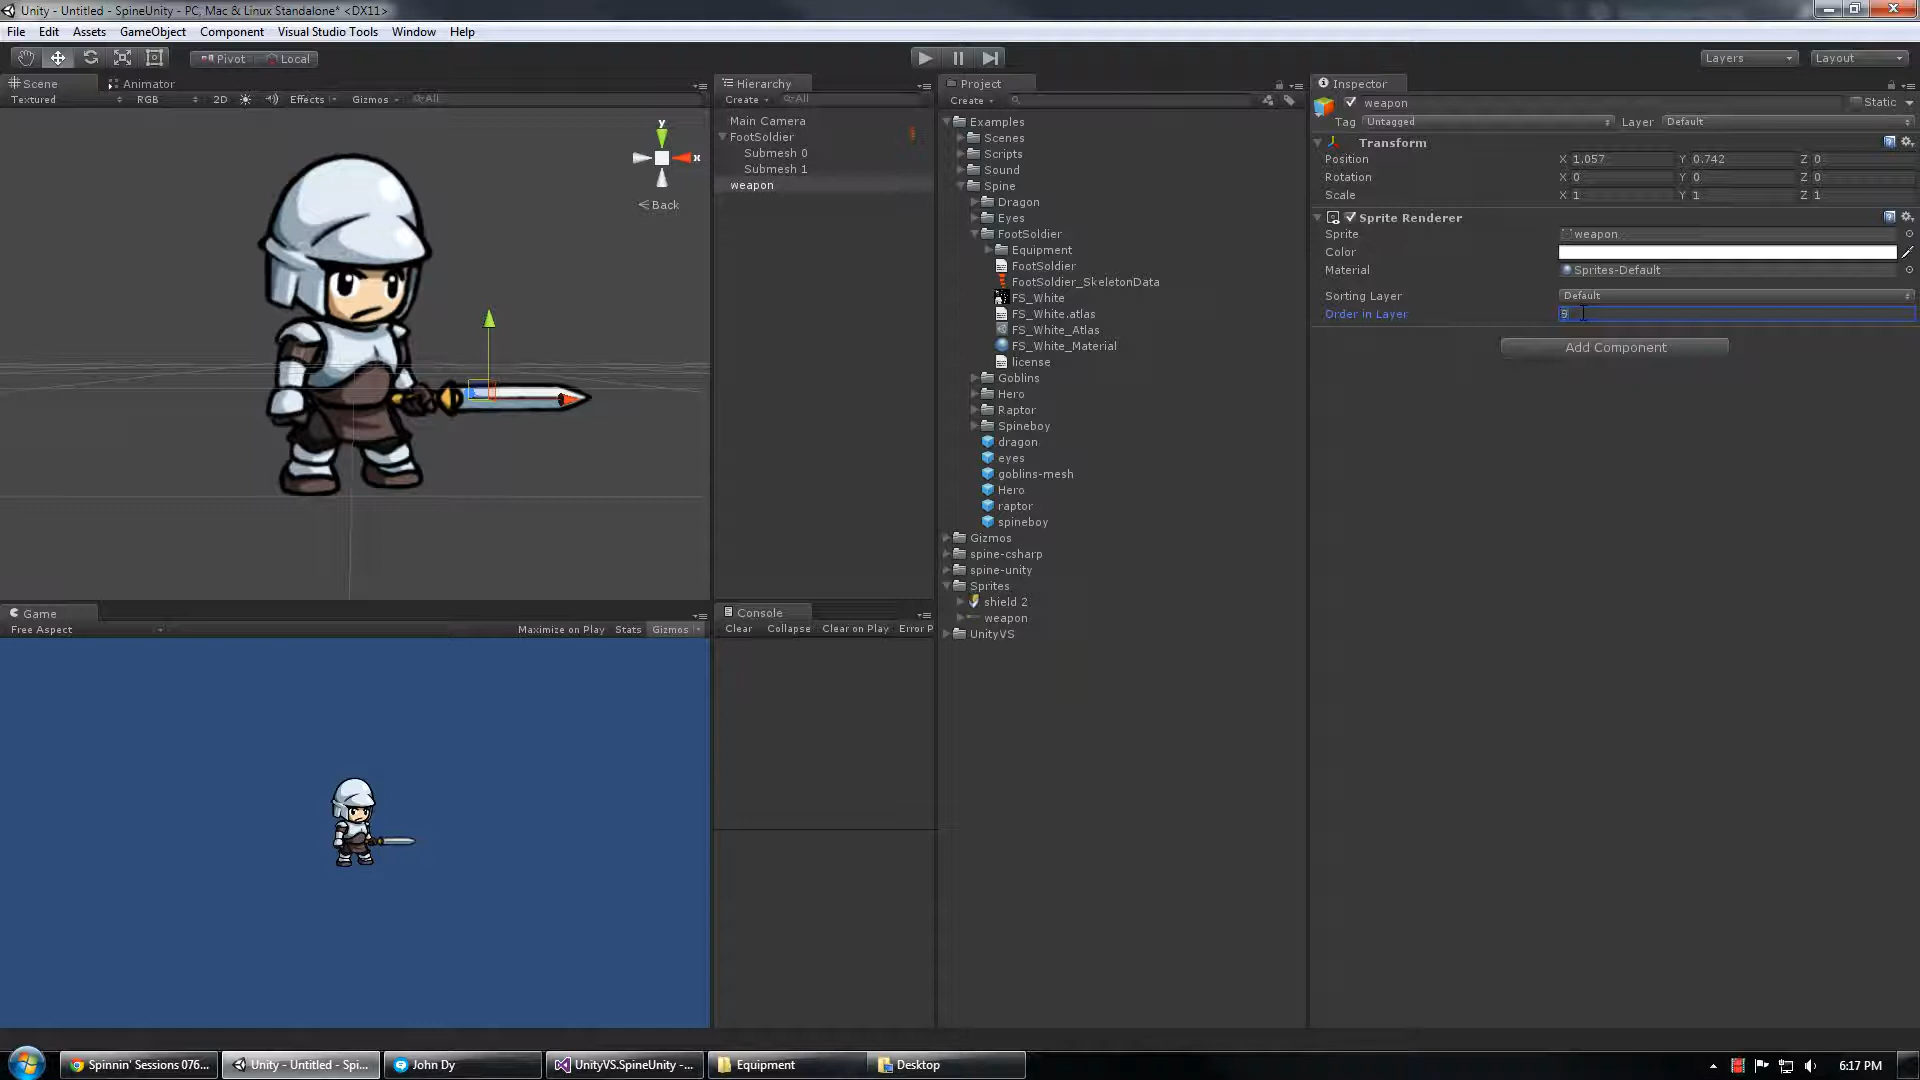 Unity - Untitled - SpineUnity - PC, Mac & Linux Standalone* <DX11>
File Edit Assets GameObject Component Visual Studio Tools Window Help
Pivot Local Layers Layout
Scene Animator
Textured RGB 2D Effects Gizmos All
y
x
Back
Game
Free Aspect Maximize on Play Stats Gizmos
Hierarchy
Create All
Main Camera
FootSoldier
Submesh 0
Submesh 1
weapon
Console
Clear Collapse Clear on Play Error P
Project
Create
Examples
Scenes
Scripts
Sound
Spine
Dragon
Eyes
FootSoldier
Equipment
FootSoldier
FootSoldier_SkeletonData
FS_White
FS_White.atlas
FS_White_Atlas
FS_White_Material
license
Goblins
Hero
Raptor
Spineboy
dragon
eyes
goblins-mesh
Hero
raptor
spineboy
Gizmos
spine-csharp
spine-unity
Sprites
shield 2
weapon
UnityVS
Inspector
weapon Static
Tag Untagged Layer Default
Transform
Position X 1.057 Y 0.742 Z 0
Rotation X 0 Y 0 Z 0
Scale X 1 Y 1 Z 1
Sprite Renderer
Sprite weapon
Color
Material Sprites-Default
Sorting Layer Default
Order in Layer
Add Component
Spinnin' Sessions 076... Unity - Untitled - Spi... John Dy UnityVS.SpineUnity -... Equipment Desktop 6:17 PM